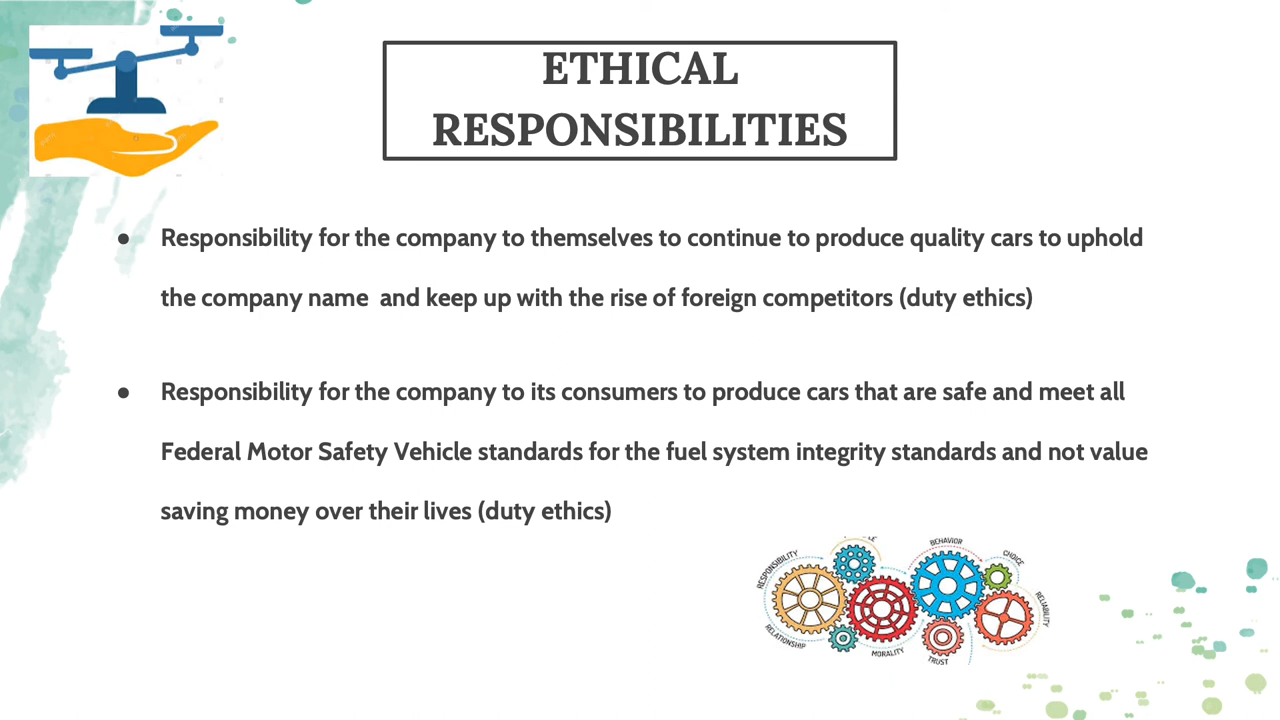 ETHICAL
RESPONSIBILITIES
● Responsibility for the company to themselves to continue to produce quality cars to uphold
the company name  and keep up with the rise of foreign competitors (duty ethics)
● Responsibility for the company to its consumers to produce cars that are safe and meet all
Federal Motor Safety Vehicle standards for the fuel system integrity standards and not value
saving money over their lives (duty ethics)
RESPONSIBILITY
BEHAVIOR
CHOICE
RELIABILITY
RELATIONSHIP
MORALITY
TRUST